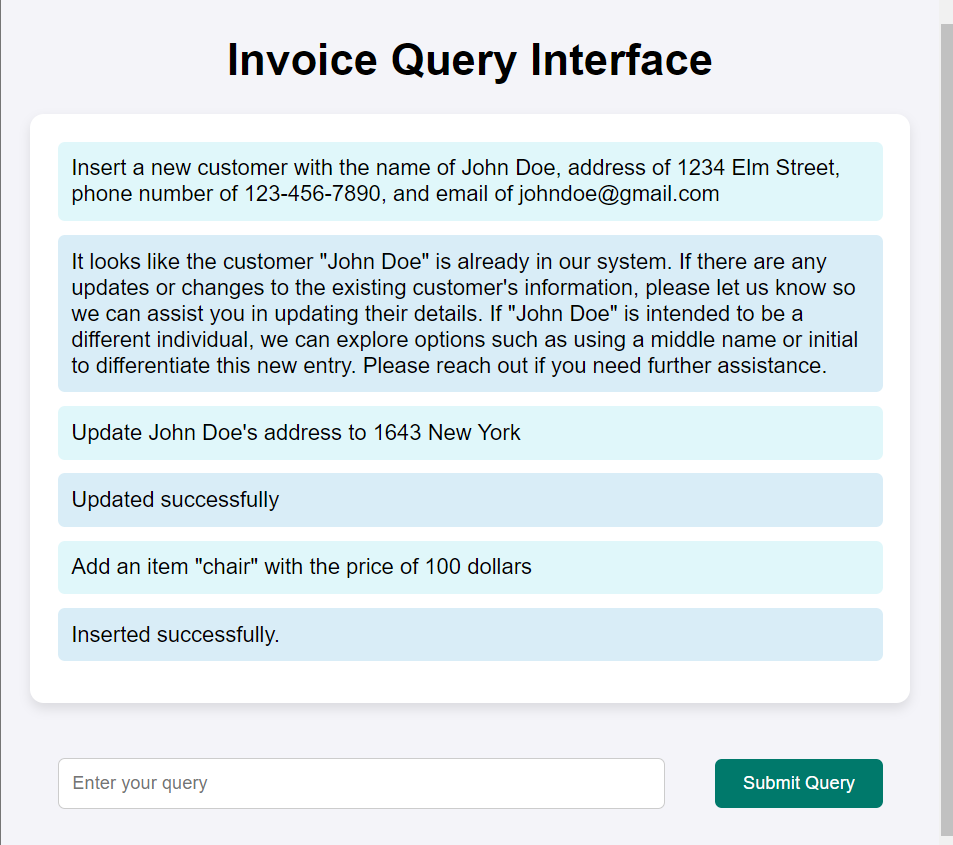 Invoice Query Interface
Insert a new customer with the name of John Doe, address of 1234 Elm Street,
phone number of 123-456-7890, and email of johndoe@gmail.com
It looks like the customer "John Doe" is already in our system. If there are any
updates or changes to the existing customer's information, please let us know so
we can assist you in updating their details. If "John Doe" is intended to be a
different individual, we can explore options such as using a middle name or initial
to differentiate this new entry. Please reach out if you need further assistance.
Update John Doe's address to 1643 New York
Updated successfully
Add an item "chair" with the price of 100 dollars
Inserted successfully.
Enter your query
Submit Query